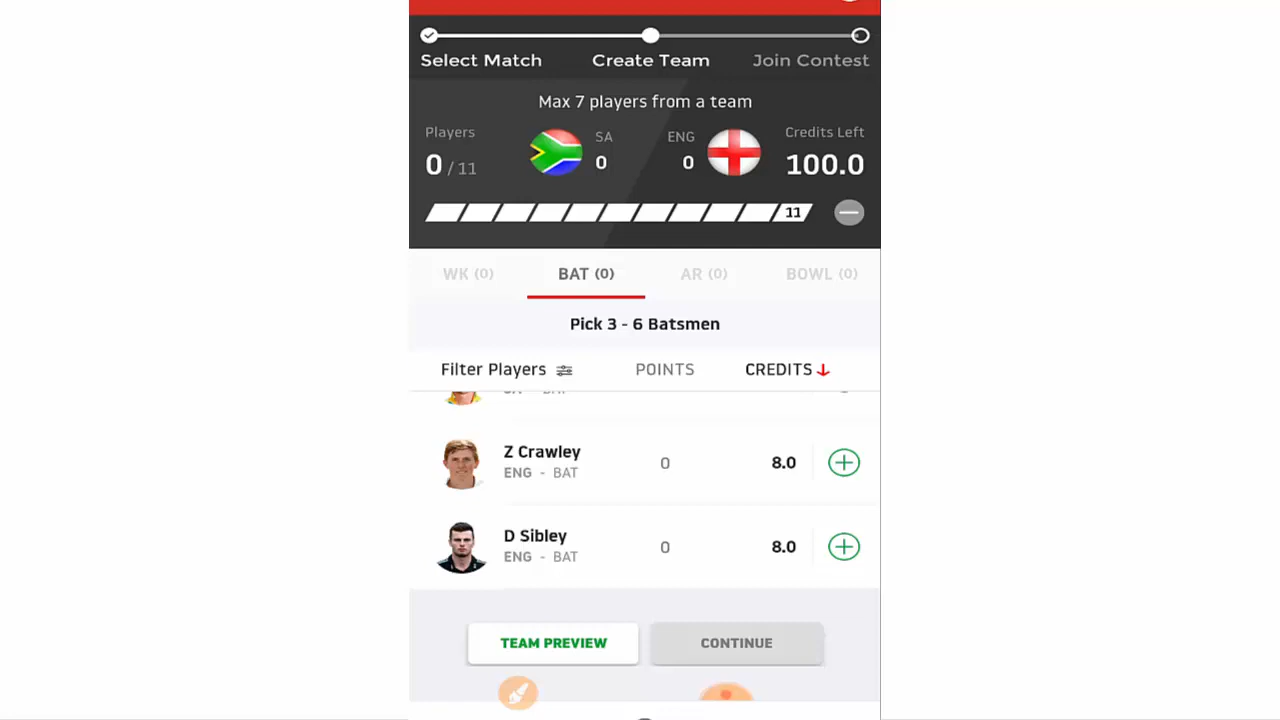 Select Match Create Team Join Contest
Max 7 players from a team
Players SA ENG Credits Left
0 / 11 0 0 100.0
11
WK (0) BAT (0) AR (0) BOWL (0)
Pick 3 - 6 Batsmen
Filter Players POINTS CREDITS
Z Crawley
ENG - BAT 0 8.0
D Sibley
ENG - BAT 0 8.0
TEAM PREVIEW CONTINUE